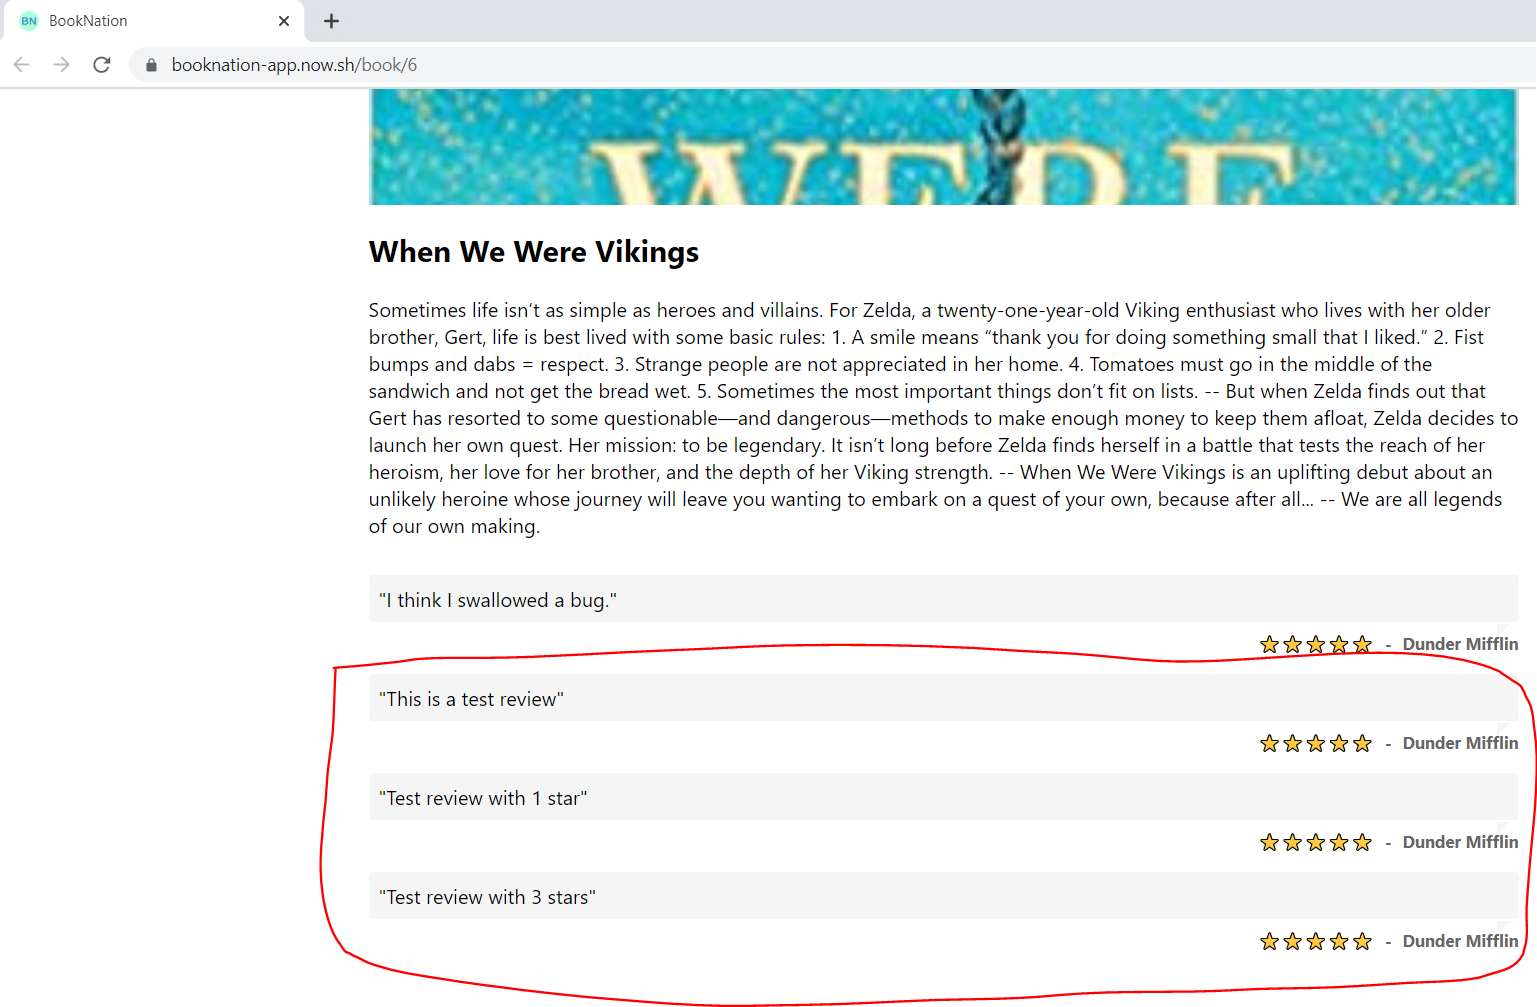 BN BookNation
booknation-app.now.sh/book/6
WERE
When We Were Vikings
Sometimes life isn’t as simple as heroes and villains. For Zelda, a twenty-one-year-old Viking enthusiast who lives with her older
brother, Gert, life is best lived with some basic rules: 1. A smile means “thank you for doing something small that I liked.” 2. Fist
bumps and dabs = respect. 3. Strange people are not appreciated in her home. 4. Tomatoes must go in the middle of the
sandwich and not get the bread wet. 5. Sometimes the most important things don’t fit on lists. -- But when Zelda finds out that
Gert has resorted to some questionable—and dangerous—methods to make enough money to keep them afloat, Zelda decides to
launch her own quest. Her mission: to be legendary. It isn’t long before Zelda finds herself in a battle that tests the reach of her
heroism, her love for her brother, and the depth of her Viking strength. -- When We Were Vikings is an uplifting debut about an
unlikely heroine whose journey will leave you wanting to embark on a quest of your own, because after all... -- We are all legends
of our own making.
"I think I swallowed a bug."
- Dunder Mifflin
"This is a test review"
- Dunder Mifflin
"Test review with 1 star"
- Dunder Mifflin
"Test review with 3 stars"
- Dunder Mifflin